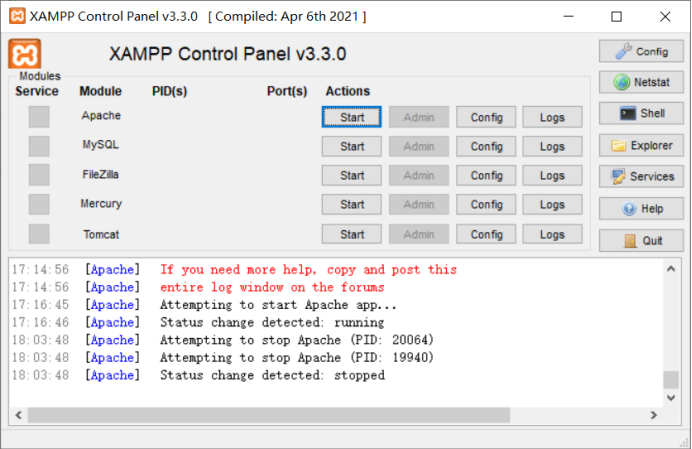 XAMPP Control Panel v3.3.0 [ Compiled: Apr 6th 2021 ]
XAMPP Control Panel v3.3.0
Config
Modules
Service Module PID(s) Port(s) Actions
Netstat
Apache Start Admin Config Logs
Shell
MySQL Start Admin Config Logs
Explorer
FileZilla Start Admin Config Logs
Services
Mercury Start Admin Config Logs
Help
Tomcat Start Admin Config Logs
Quit
17:14:56 [Apache] If you need more help, copy and post this
17:14:56 [Apache] entire log window on the forums
17:16:45 [Apache] Attempting to start Apache app...
17:16:46 [Apache] Status change detected: running
18:03:48 [Apache] Attempting to stop Apache (PID: 20064)
18:03:48 [Apache] Attempting to stop Apache (PID: 19940)
18:03:48 [Apache] Status change detected: stopped